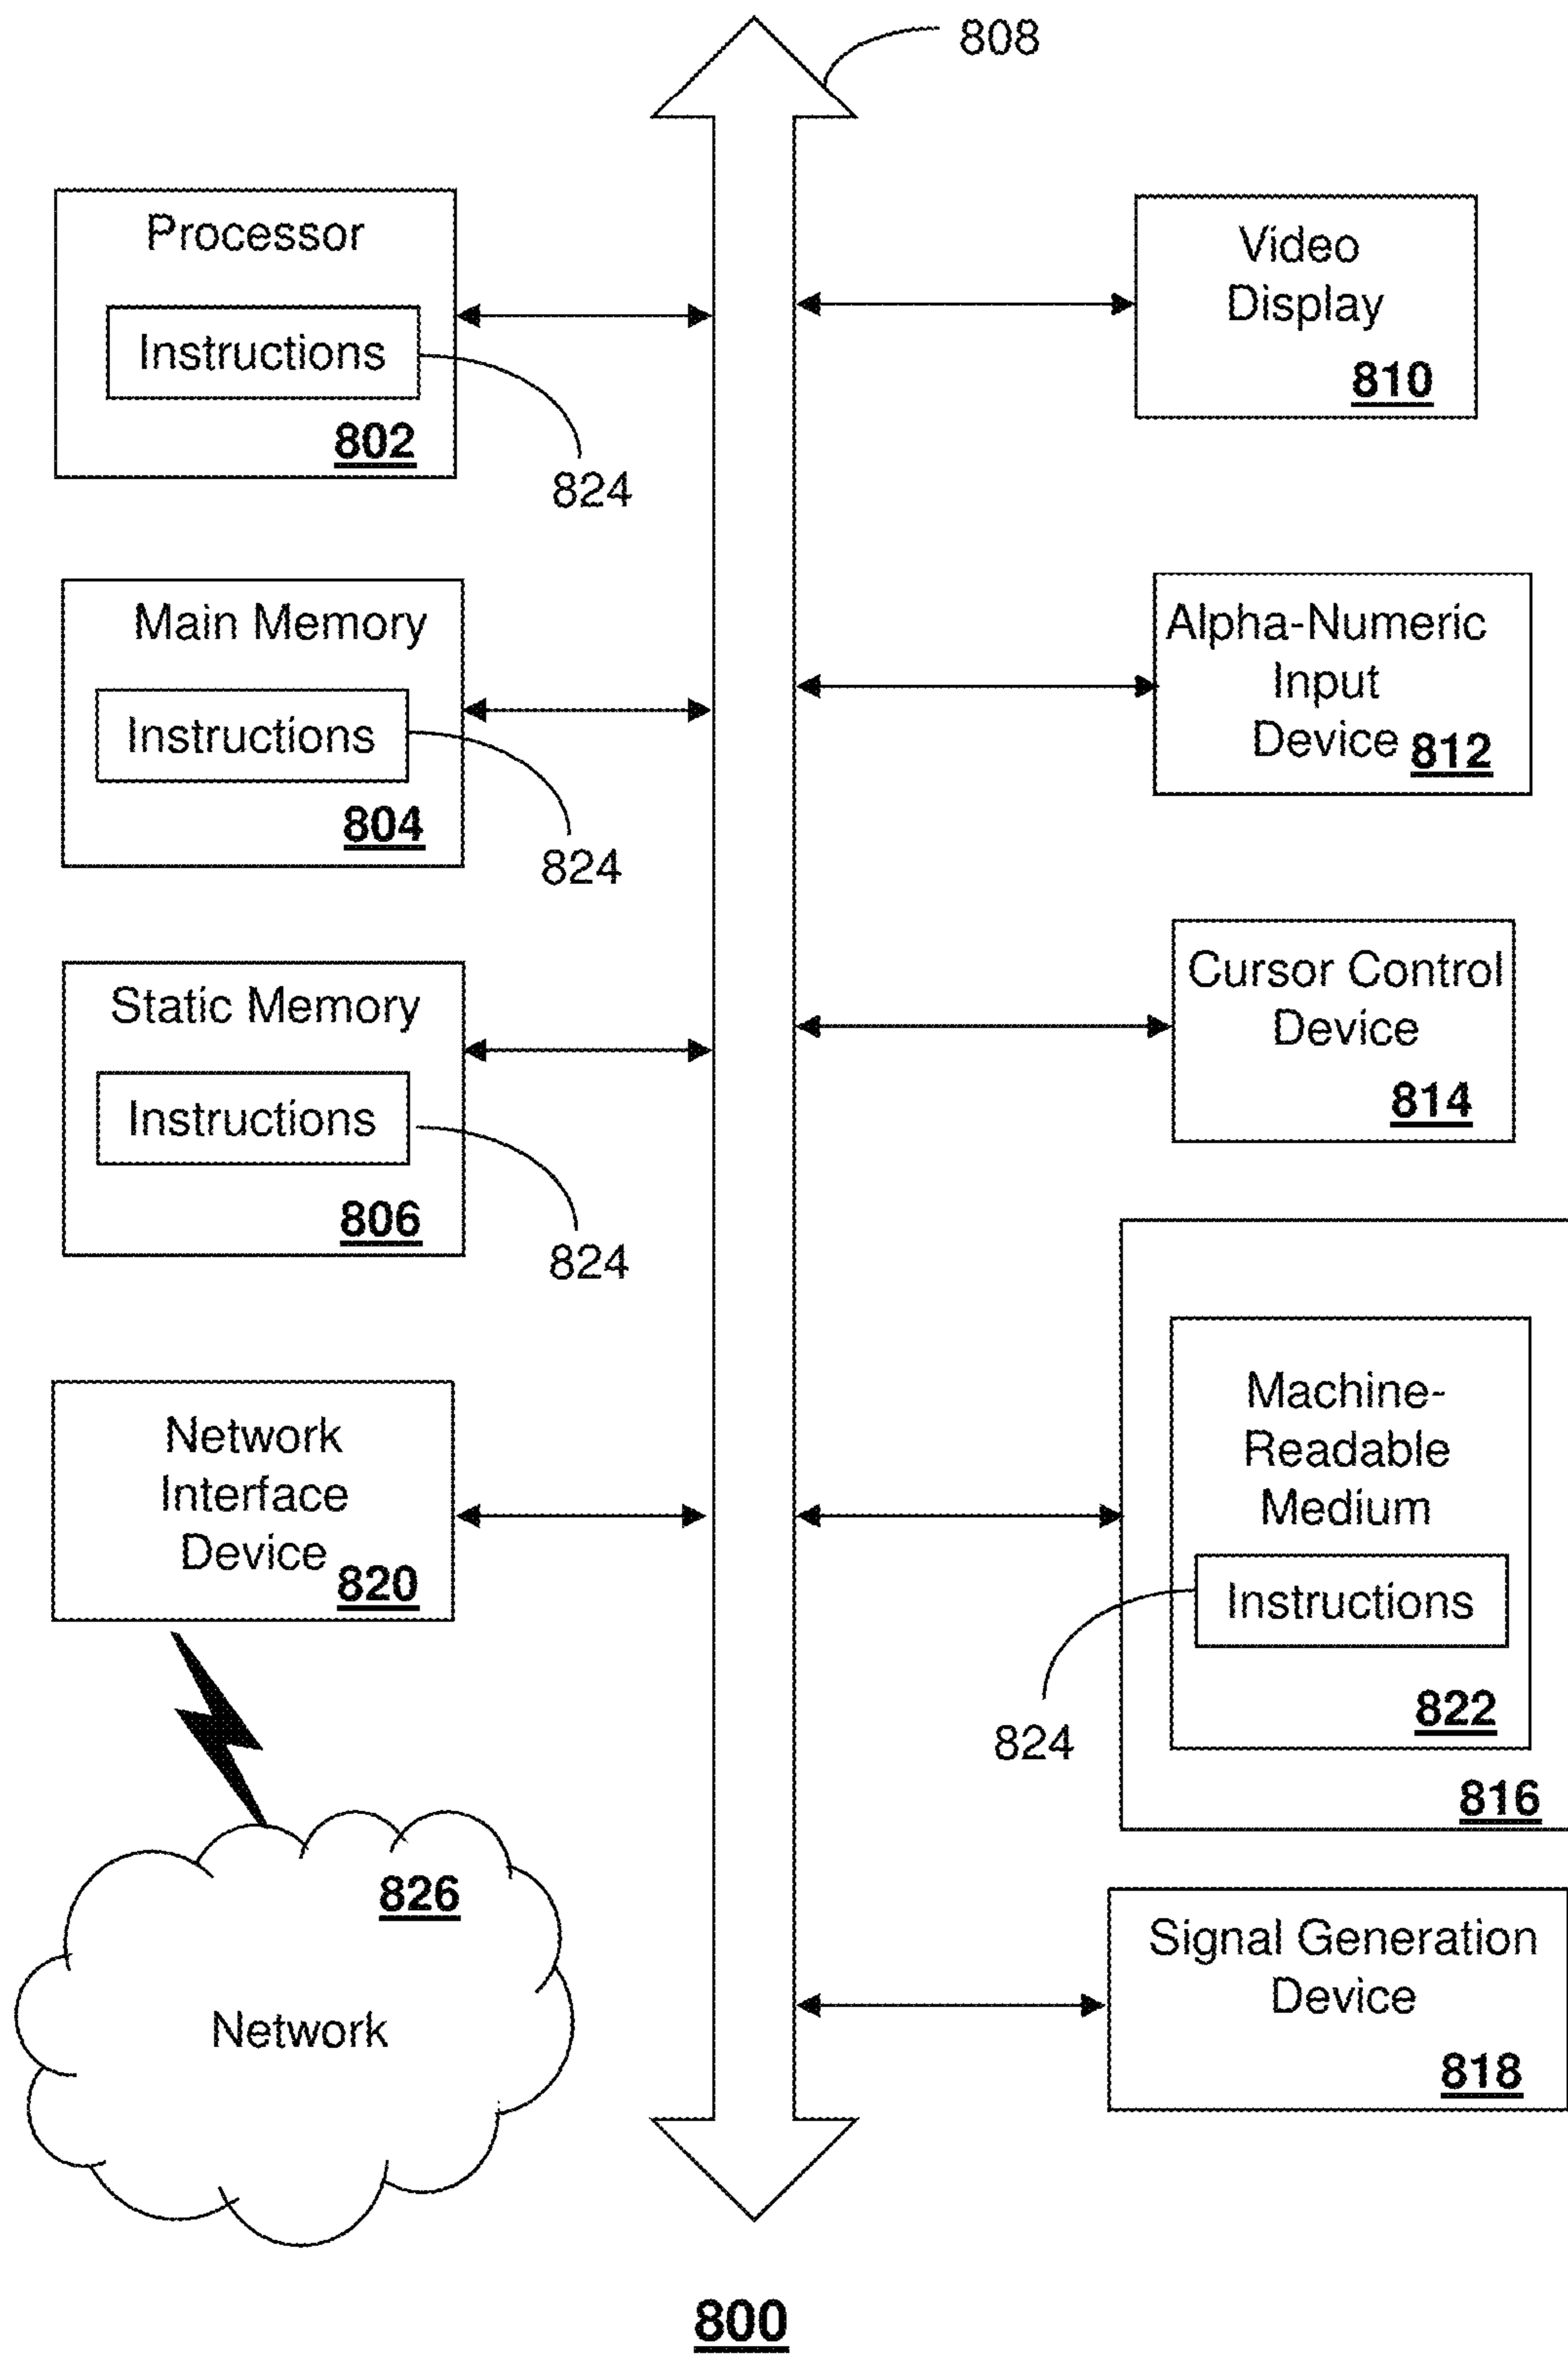 808
Processor
Instructions
802
824
Main Memory
Instructions
804
824
Static Memory
Instructions
806
824
Network
Interface
Device
820
826
Network
Video
Display
810
Alpha-Numeric
Input
Device 812
Cursor Control
Device
814
Machine-
Readable
Medium
Instructions
822
824
816
Signal Generation
Device
818
800